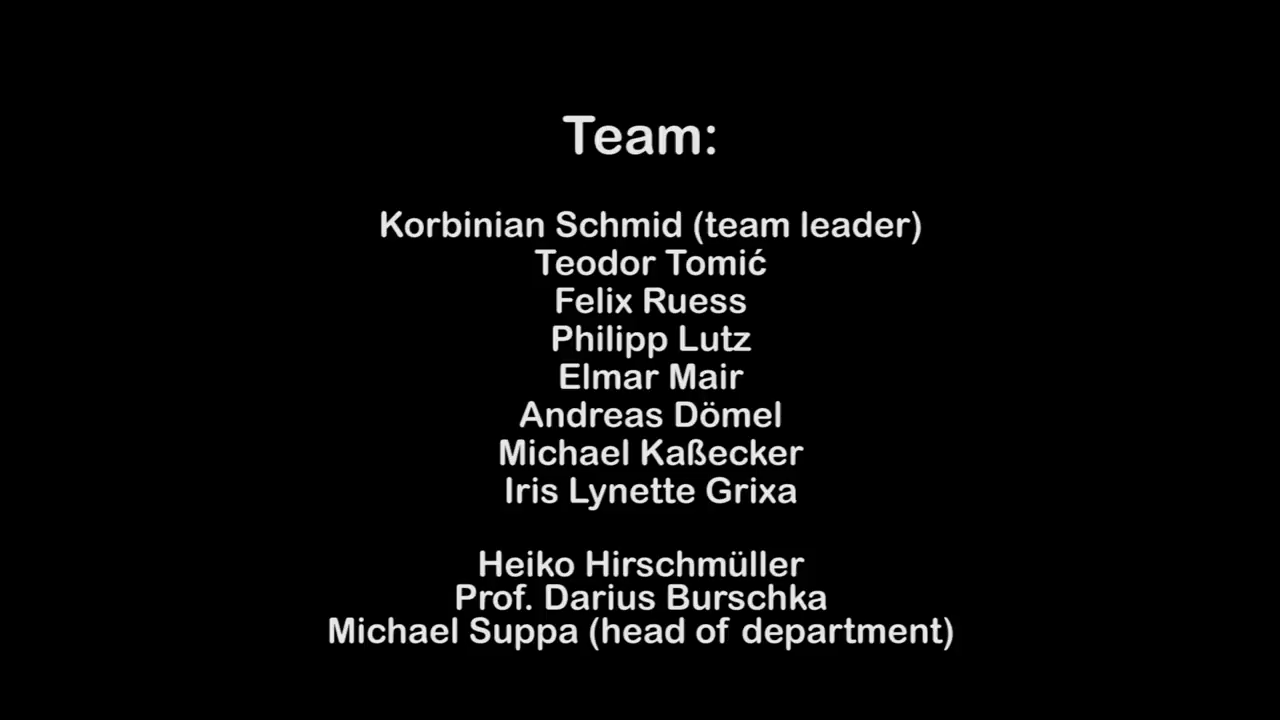 Team:
Korbinian Schmid (team leader)
Teodor Tomić
Felix Ruess
Philipp Lutz
Elmar Mair
Andreas Dömel
Michael Kaßecker
Iris Lynette Grixa
Heiko Hirschmüller
Prof. Darius Burschka
Michael Suppa (head of department)